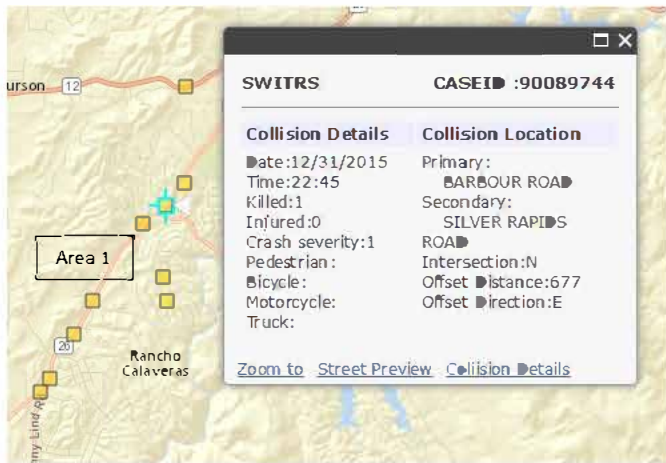 SWITRS CASEID :90089744
Collision Details Collision Location
Date:12/31/2015 Primary:
Time:22:45 BARBOUR ROAD
Killed:1 Secondary:
Injured:0 SILVER RAPIDS
Crash severity:1 ROAD
Pedestrian: Intersection:N
Bicycle: Offset Distance:677
Motorcycle: Offset Direction:E
Truck:
Zoom to Street Preview Collision Details
urson 12
Area 1
26
Rancho
Calaveras
ny Lind R